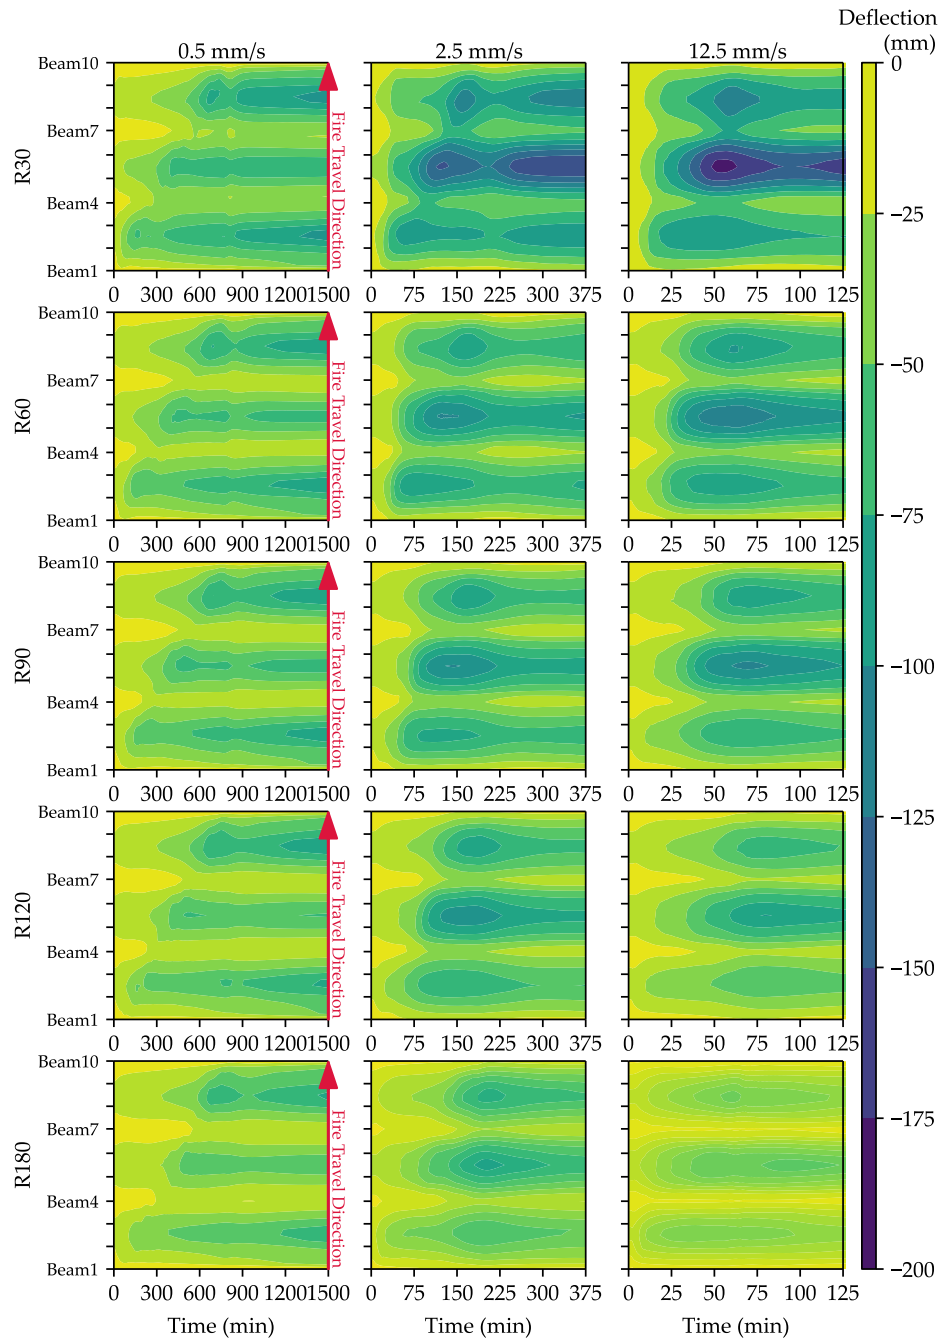 Deflection
(mm)
0.5 mm/s 2.5 mm/s 12.5 mm/s
R30
Beam10
Beam7
Beam4
Beam1
Fire Travel Direction
0 300 600 900 1200 1500
0 75 150 225 300 375
0 25 50 75 100 125
R60
Beam10
Beam7
Beam4
Beam1
Fire Travel Direction
0 300 600 900 1200 1500
0 75 150 225 300 375
0 25 50 75 100 125
R90
Beam10
Beam7
Beam4
Beam1
Fire Travel Direction
0 300 600 900 1200 1500
0 75 150 225 300 375
0 25 50 75 100 125
R120
Beam10
Beam7
Beam4
Beam1
Fire Travel Direction
0 300 600 900 1200 1500
0 75 150 225 300 375
0 25 50 75 100 125
R180
Beam10
Beam7
Beam4
Beam1
Fire Travel Direction
0 300 600 900 1200 1500
0 75 150 225 300 375
0 25 50 75 100 125
Time (min) Time (min) Time (min)
0
−25
−50
−75
−100
−125
−150
−175
−200